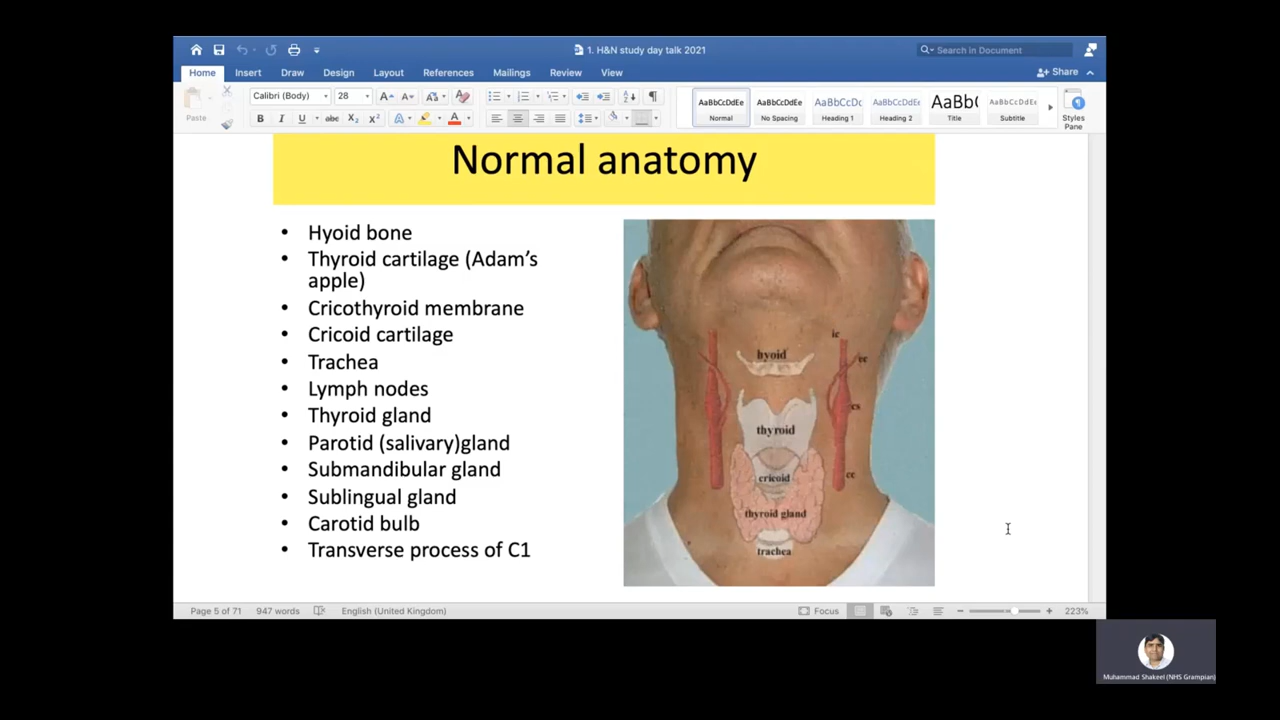 1. H&N study day talk 2021
Search in Document
Home Insert Draw Design Layout References Mailings Review View
Share
Calibri (Body) 28
Paste
AaBbCcDdEe AaBbCcDdEe AaBbCcDc AaBbCcDdEe AaBb( AaBbCcDdEe
Normal No Spacing Heading 1 Heading 2 Title Subtitle
Styles
Pane
Normal anatomy
• Hyoid bone
• Thyroid cartilage (Adam's
apple)
• Cricothyroid membrane
• Cricoid cartilage
• Trachea
• Lymph nodes
• Thyroid gland
• Parotid (salivary)gland
• Submandibular gland
• Sublingual gland
• Carotid bulb
• Transverse process of C1
ic
hyoid
ec
cs
thyroid
cricoid
cc
thyroid gland
trachea
Page 5 of 71 947 words English (United Kingdom) Focus 223%
Muhammad Shakeel (NHS Grampian)